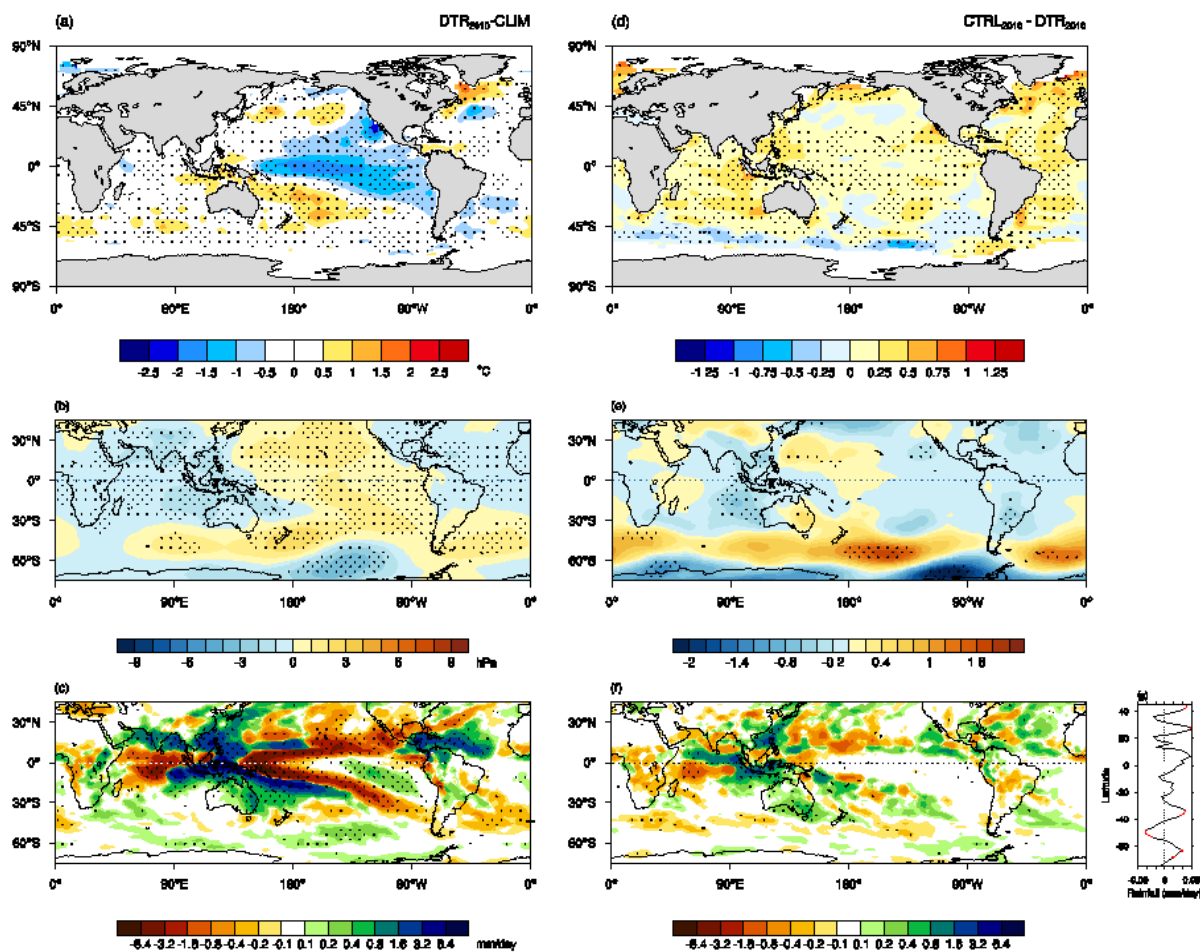 (a) DTR2010-CLIM
90°N
45°N
0°
45°S
90°S
0° 90°E 180° 90°W 0°
-2.5 -2 -1.5 -1 -0.5 0 0.5 1 1.5 2 2.5 °C
(d) CTRL2010 - DTR2010
90°N
45°N
0°
45°S
90°S
0° 90°E 180° 90°W 0°
-1.25 -1 -0.75 -0.5 -0.25 0 0.25 0.5 0.75 1 1.25
(b)
30°N
0°
30°S
60°S
0° 90°E 180° 90°W 0°
-9 -6 -3 0 3 6 9 hPa
(e)
30°N
0°
30°S
60°S
0° 90°E 180° 90°W 0°
-2 -1.4 -0.8 -0.2 0.4 1 1.6
(c)
30°N
0°
30°S
60°S
0° 90°E 180° 90°W 0°
-6.4 -3.2 -1.6 -0.8 -0.4 -0.2 -0.1 0.1 0.2 0.4 0.8 1.6 3.2 6.4 mm/day
(f)
30°N
0°
30°S
60°S
0° 90°E 180° 90°W 0°
-6.4 -3.2 -1.6 -0.8 -0.4 -0.2 -0.1 0.1 0.2 0.4 0.8 1.6 3.2 6.4
(g)
Latitude
40
20
0
-20
-40
-60
0
Rainfall (mm/day)